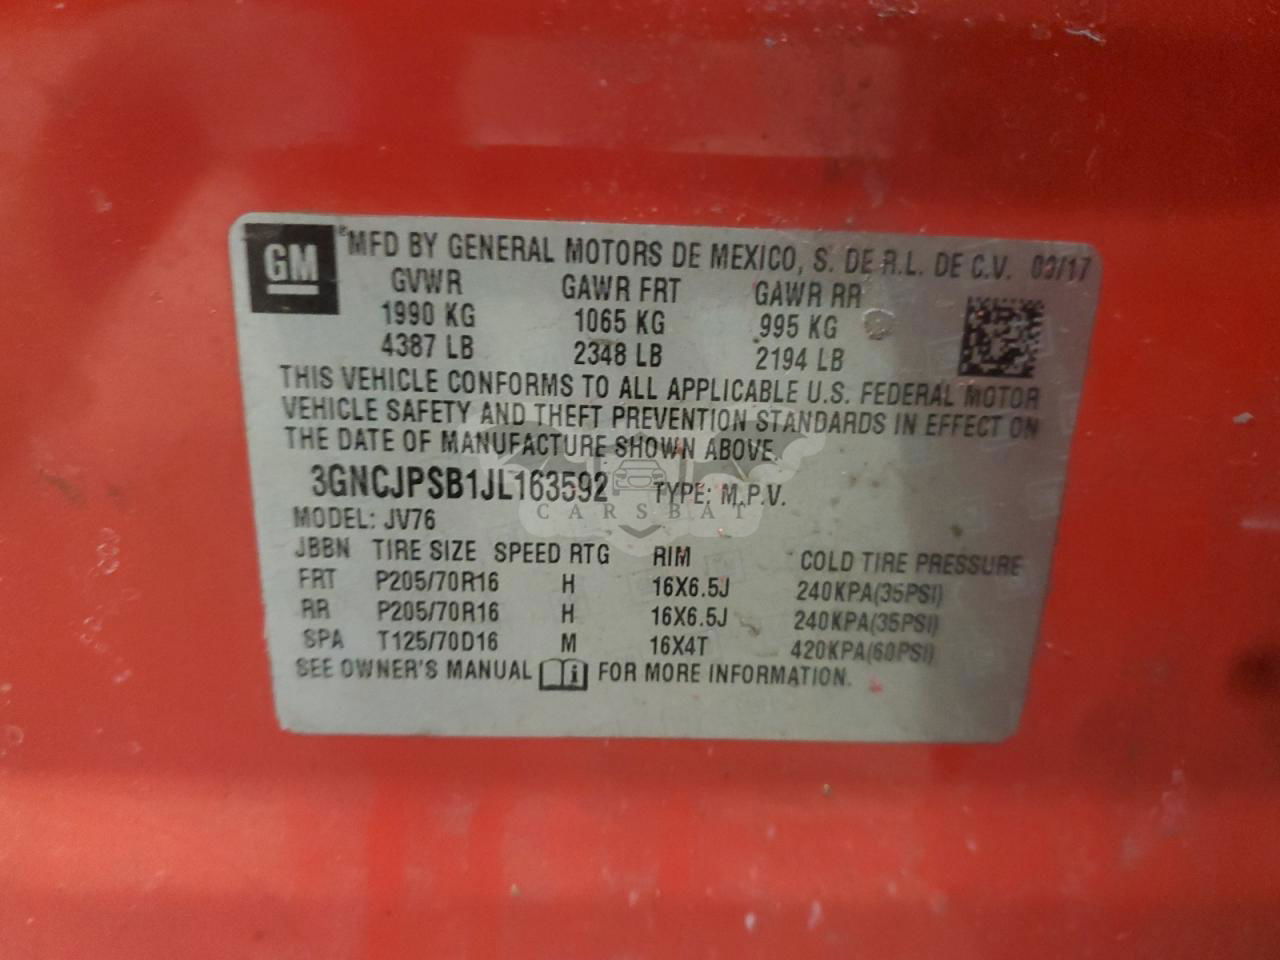 GM
® MFD BY GENERAL MOTORS DE MEXICO, S. DE R.L. DE C.V. 09/17
GVWR GAWR FRT GAWR RR
1990 KG 1065 KG 995 KG
4387 LB 2348 LB 2194 LB
THIS VEHICLE CONFORMS TO ALL APPLICABLE U.S. FEDERAL MOTOR
VEHICLE SAFETY AND THEFT PREVENTION STANDARDS IN EFFECT ON
THE DATE OF MANUFACTURE SHOWN ABOVE.
3GNCJPSB1JL163592 TYPE: M.P.V.
CARSBAT
MODEL: JV76
JBBN TIRE SIZE SPEED RTG RIM COLD TIRE PRESSURE
FRT P205/70R16 H 16X6.5J 240KPA(35PSI)
RR P205/70R16 H 16X6.5J 240KPA(35PSI)
SPA T125/70D16 M 16X4T 420KPA(60PSI)
SEE OWNER'S MANUAL FOR MORE INFORMATION.